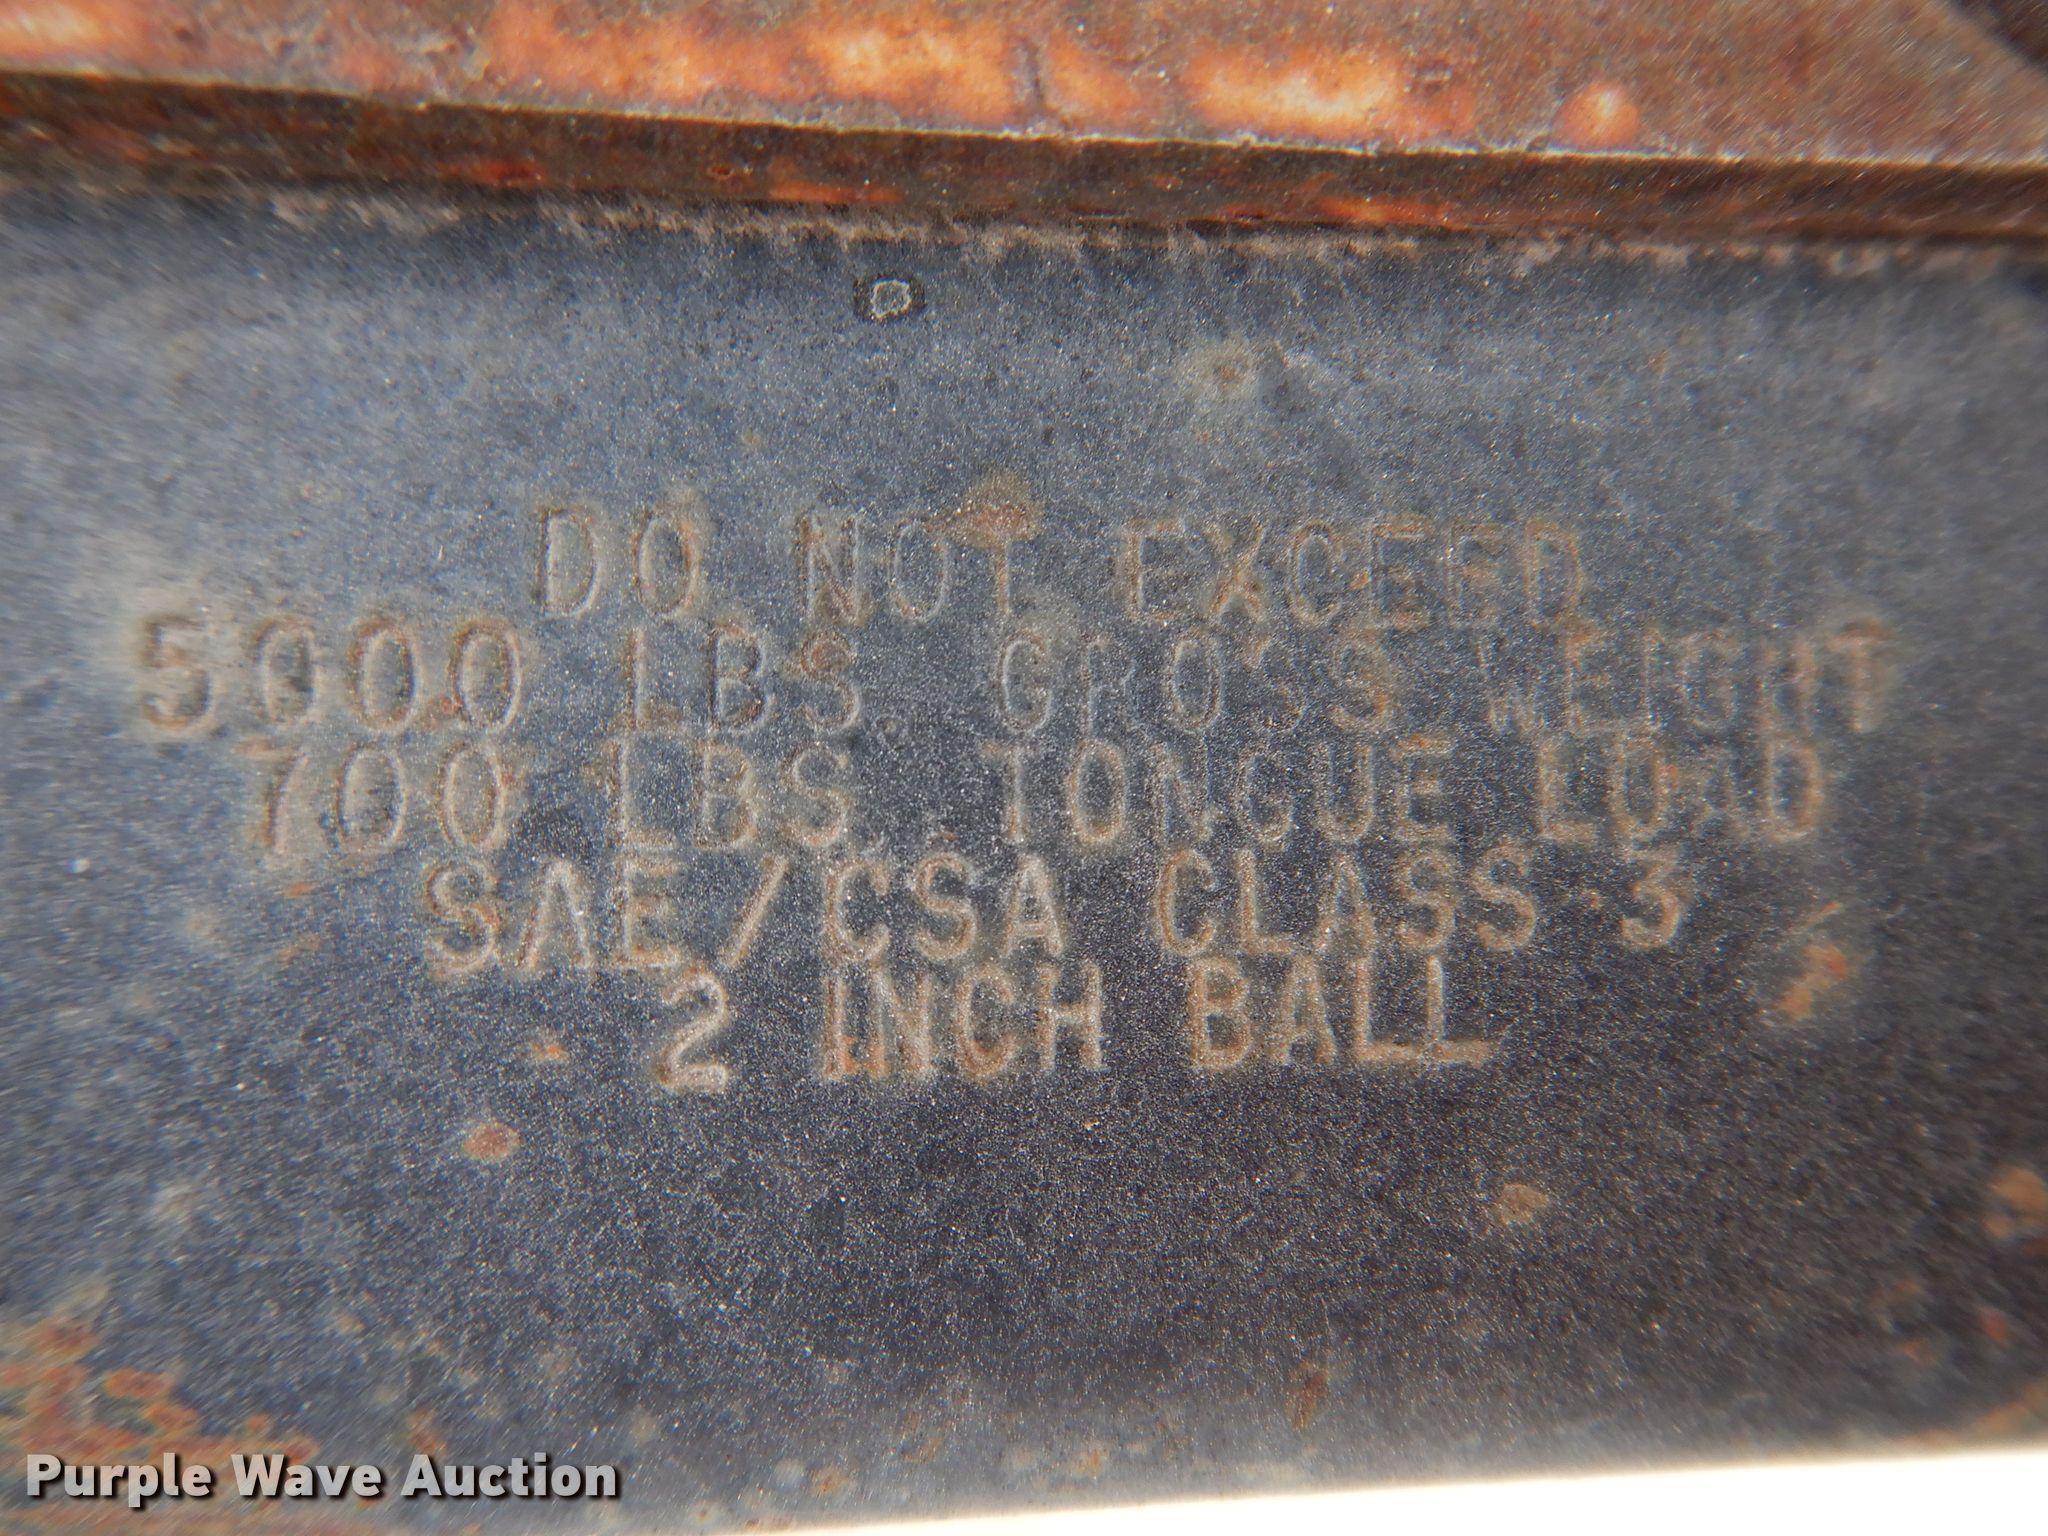 DO NOT EXCEED
5000 LBS. GROSS WEIGHT
700 LBS. TONGUE LOAD
SAE/CSA CLASS 3
2 INCH BALL
Purple Wave Auction